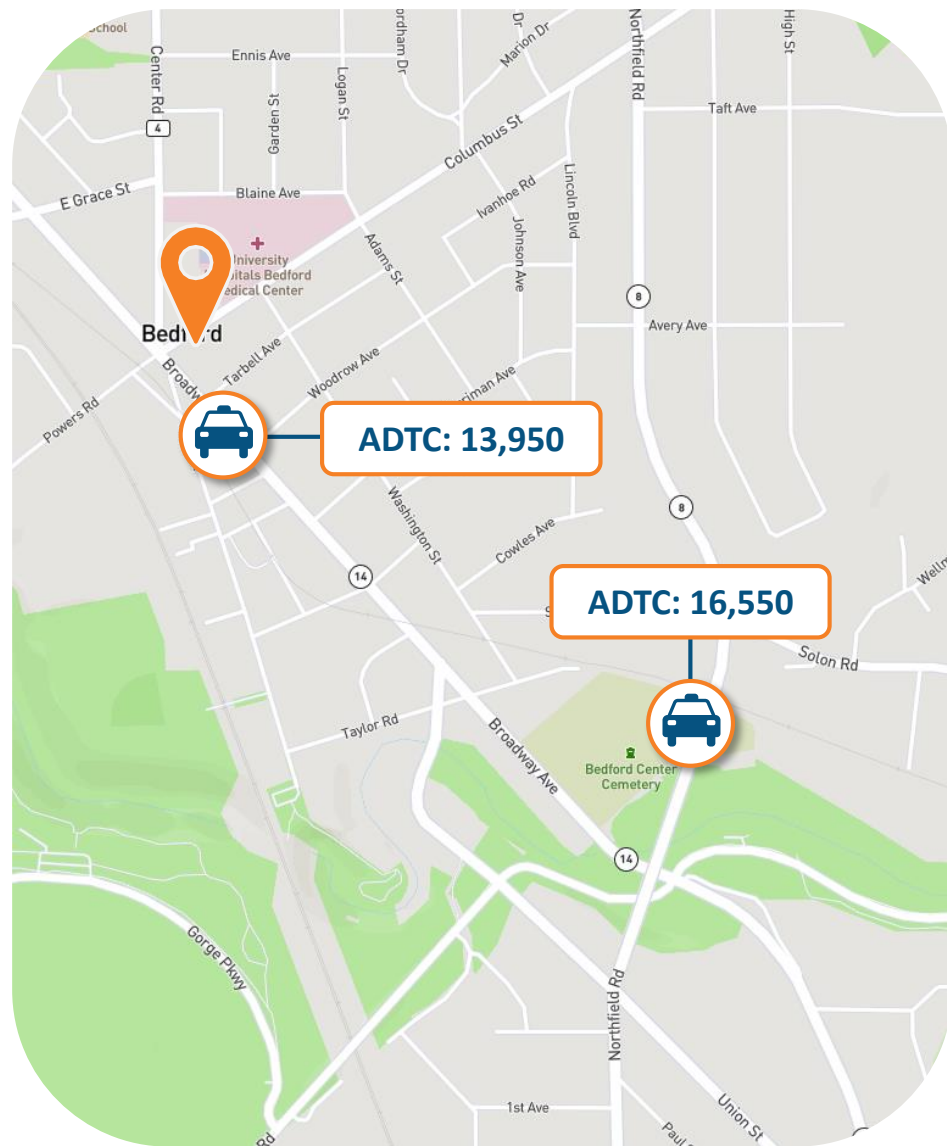 School
Ennis Ave
Center Rd
4
Garden St
Logan St
Dr
Marion Dr
Northfield Rd
High St
Taft Ave
Columbus St
E Grace St
Blaine Ave
Ivanhoe Rd
Lincoln Blvd
Johnson Ave
Adams St
University
Bedford
Medical Center
Bedford
8
Avery Ave
Tarbell Ave
Woodrow Ave
Powers Rd
ADTC: 13,950
8
Washington St
Cowles Ave
14
ADTC: 16,550
Solon Rd
Taylor Rd
Broadway Ave
Bedford Center
Cemetery
14
Gorge Pkwy
Northfield Rd
1st Ave
Union St
Rd